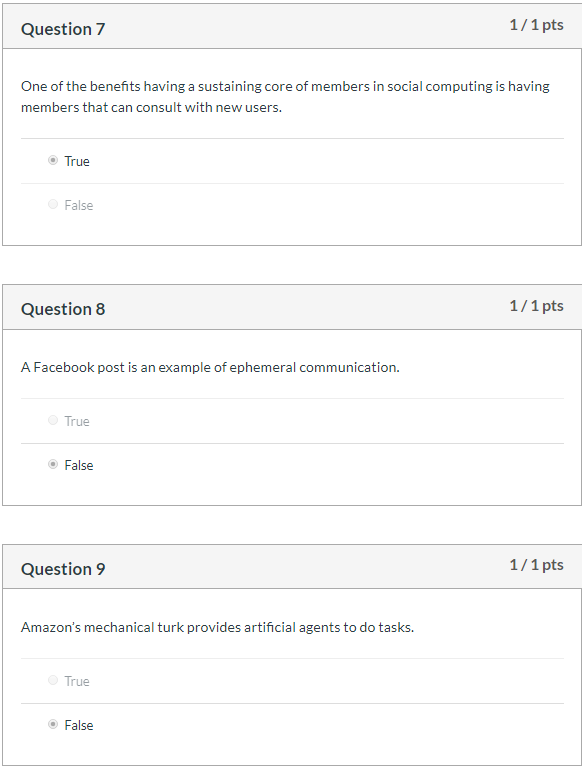 Question 7
1 / 1 pts
One of the benefits having a sustaining core of members in social computing is having
members that can consult with new users.
True
False
Question 8
1 / 1 pts
A Facebook post is an example of ephemeral communication.
True
False
Question 9
1 / 1 pts
Amazon's mechanical turk provides artificial agents to do tasks.
True
False